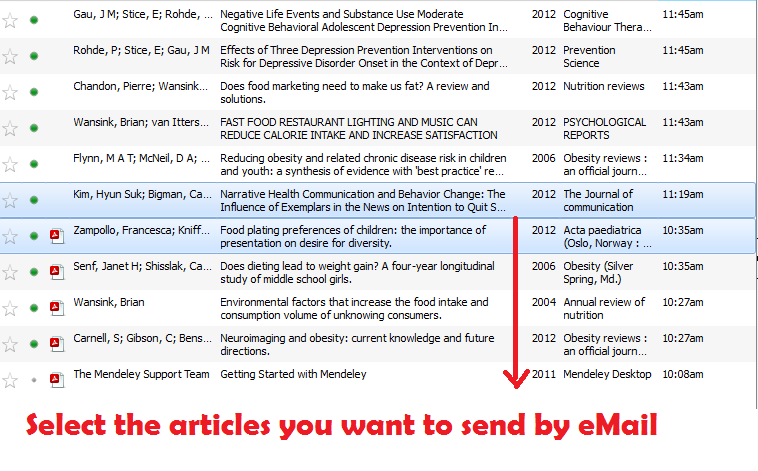 Gau, J M; Stice, E; Rohde, ... Negative Life Events and Substance Use Moderate 2012 Cognitive 11:45am
Cognitive Behavioral Adolescent Depression Prevention In... Behaviour Thera...
Rohde, P; Stice, E; Gau, J M Effects of Three Depression Prevention Interventions on 2012 Prevention 11:45am
Risk for Depressive Disorder Onset in the Context of Depr... Science
Chandon, Pierre; Wansink... Does food marketing need to make us fat? A review and 2012 Nutrition reviews 11:43am
solutions.
Wansink, Brian; van Itters... FAST FOOD RESTAURANT LIGHTING AND MUSIC CAN 2012 PSYCHOLOGICAL 11:43am
REDUCE CALORIE INTAKE AND INCREASE SATISFACTION REPORTS
Flynn, M A T; McNeil, D A; ... Reducing obesity and related chronic disease risk in children 2006 Obesity reviews : 11:34am
and youth: a synthesis of evidence with 'best practice' re... an official journ...
Kim, Hyun Suk; Bigman, Ca... Narrative Health Communication and Behavior Change: The 2012 The Journal of 11:19am
Influence of Exemplars in the News on Intention to Quit S... communication
Zampollo, Francesca; Kniff... Food plating preferences of children: the importance of 2012 Acta paediatrica 10:35am
presentation on desire for diversity. (Oslo, Norway : ...
Senf, Janet H; Shisslak, Ca... Does dieting lead to weight gain? A four-year longitudinal 2006 Obesity (Silver 10:35am
study of middle school girls. Spring, Md.)
Wansink, Brian Environmental factors that increase the food intake and 2004 Annual review of 10:27am
consumption volume of unknowing consumers. nutrition
Carnell, S; Gibson, C; Bens... Neuroimaging and obesity: current knowledge and future 2012 Obesity reviews : 10:27am
directions. an official journ...
The Mendeley Support Team Getting Started with Mendeley 2011 Mendeley Desktop 10:08am
Select the articles you want to send by eMail